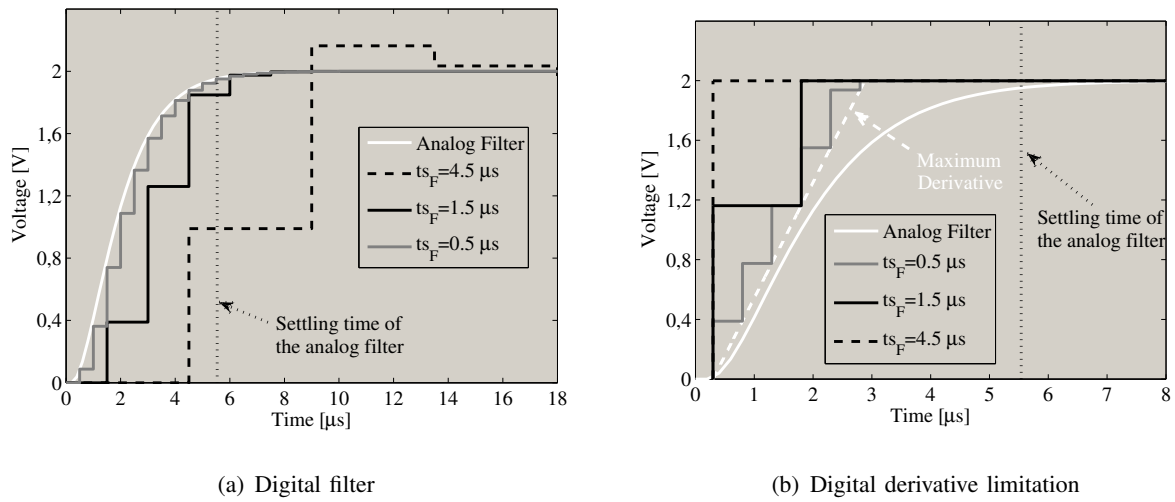 2
1,6
1,2
0,8
0,4
0
Voltage [V]
0 2 4 6 8 10 12 14 16 18
Time [μs]
Analog Filter
ts_F=4.5 μs
ts_F=1.5 μs
ts_F=0.5 μs
Settling time of
the analog filter
(a) Digital filter
2
1,6
1,2
0,8
0,4
0
Voltage [V]
0 1 2 3 4 5 6 7 8
Time [μs]
Maximum
Derivative
Settling time of
the analog filter
Analog Filter
ts_F=0.5 μs
ts_F=1.5 μs
ts_F=4.5 μs
(b) Digital derivative limitation